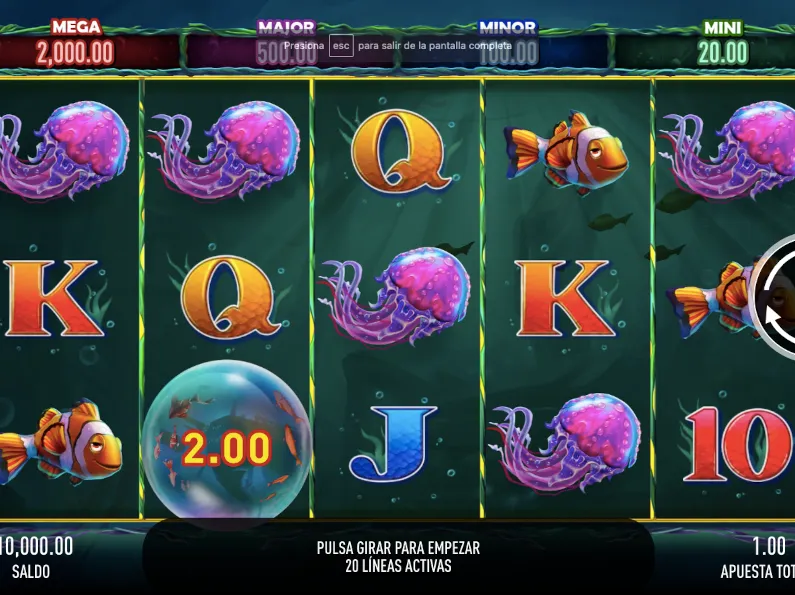 MEGA
MAJOR
MINOR
MINI
2,000.00
500.00
100.00
20.00
Presiona esc para salir de la pantalla completa
Q
K
Q
K
2.00
J
10
10,000.00
SALDO
PULSA GIRAR PARA EMPEZAR
20 LÍNEAS ACTIVAS
1.00
APUESTA TOT